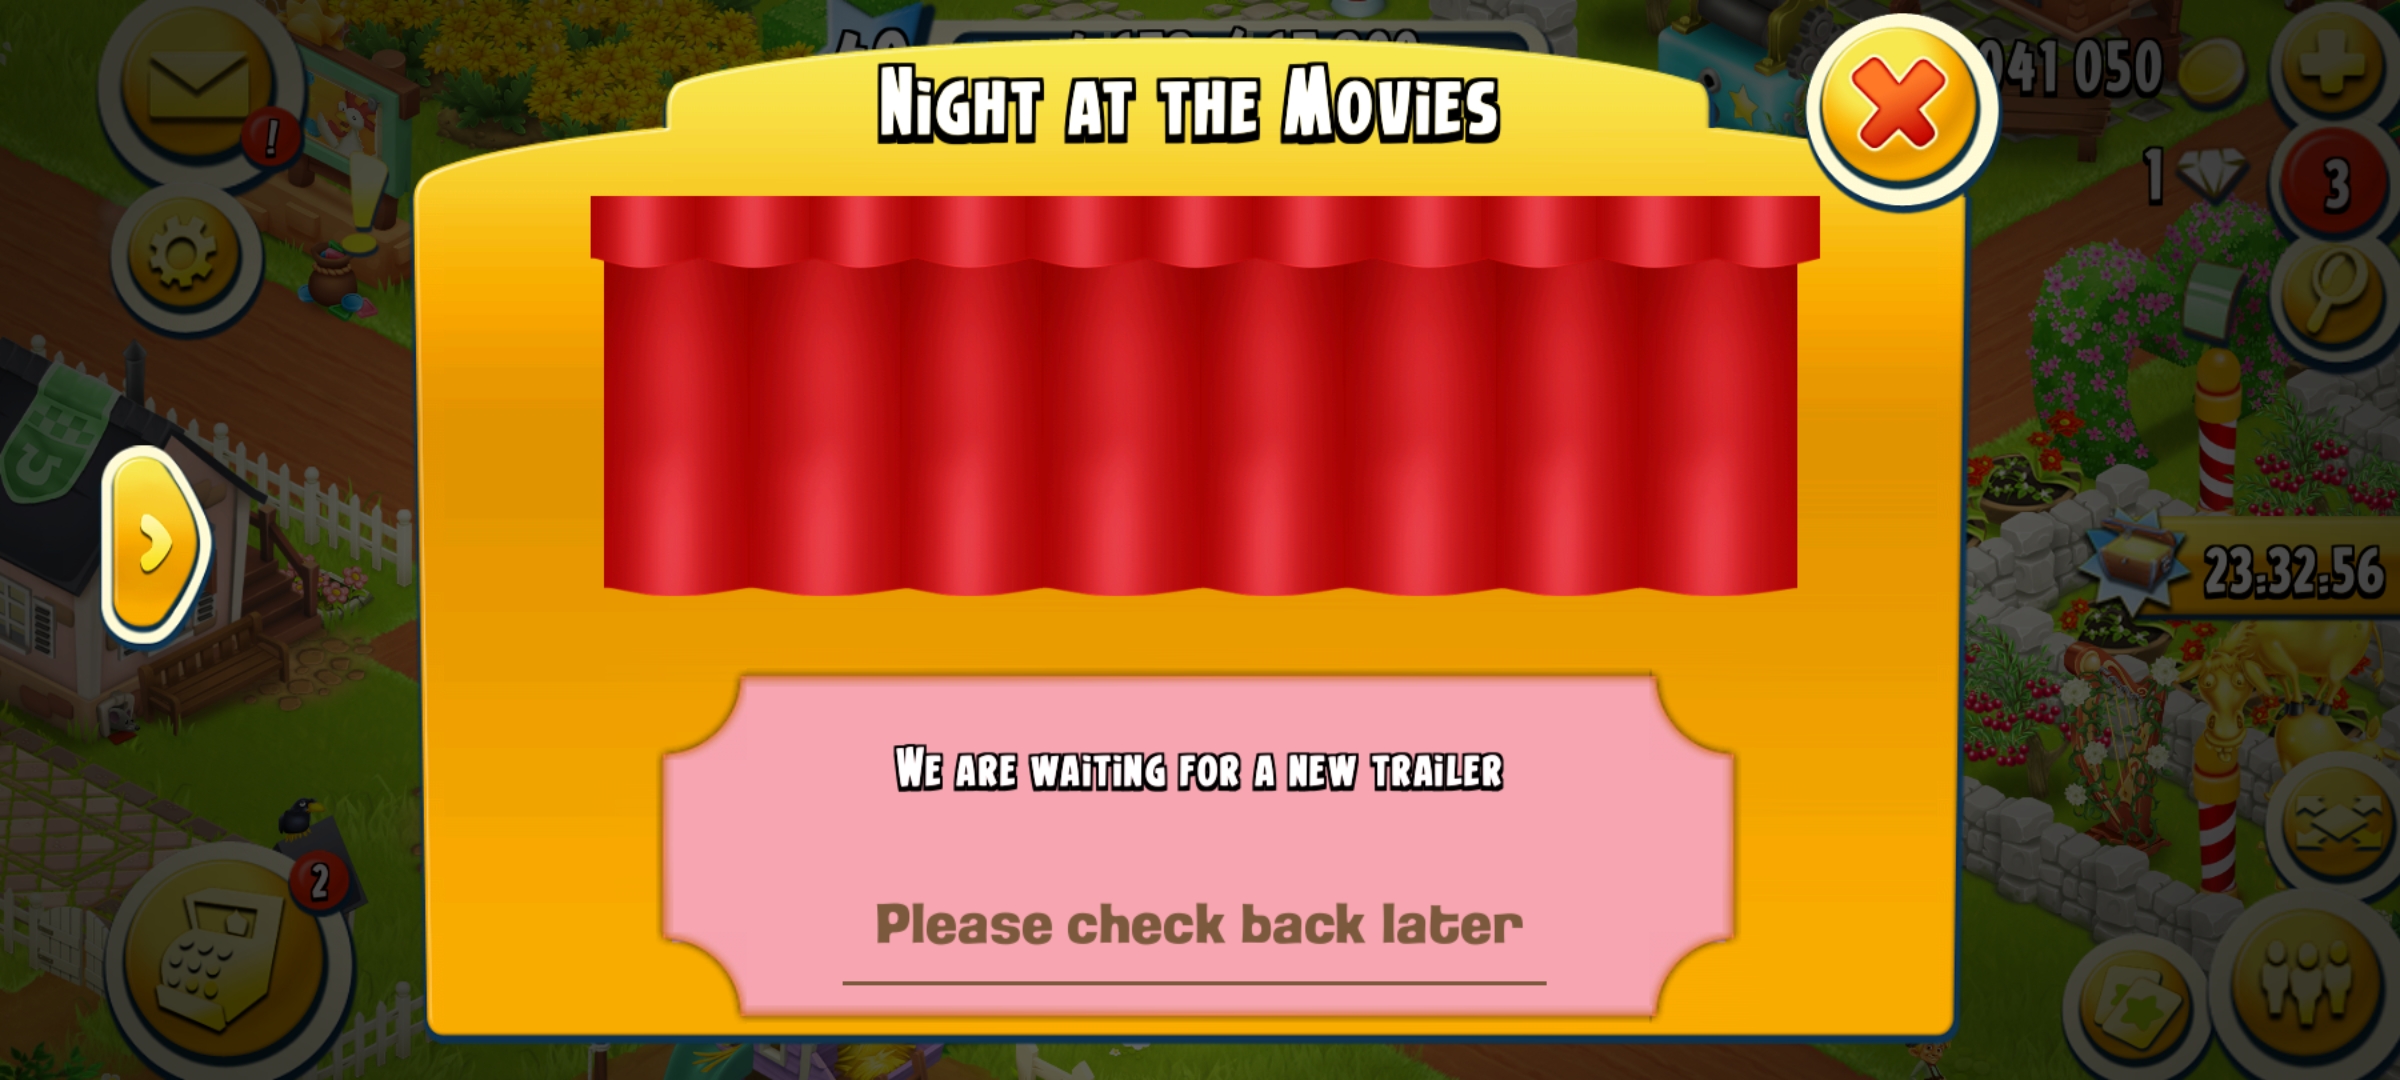 Night at the Movies
!
041 050
1
3
23:32:56
We are waiting for a new trailer
2
Please check back later